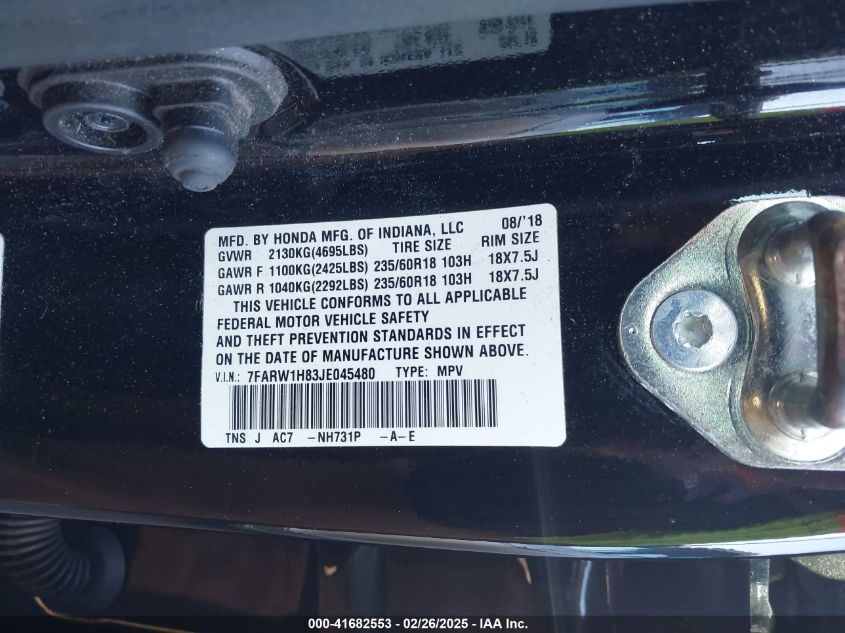 MFD. BY HONDA MFG. OF INDIANA, LLC 08/'18
GVWR 2130KG(4695LBS) TIRE SIZE RIM SIZE
GAWR F 1100KG(2425LBS) 235/60R18 103H 18X7.5J
GAWR R 1040KG(2292LBS) 235/60R18 103H 18X7.5J
THIS VEHICLE CONFORMS TO ALL APPLICABLE
FEDERAL MOTOR VEHICLE SAFETY
AND THEFT PREVENTION STANDARDS IN EFFECT
ON THE DATE OF MANUFACTURE SHOWN ABOVE.
V.I.N.: 7FARW1H83JE045480 TYPE: MPV
TNS J AC7 -NH731P -A-E
000-41682553 - 02/26/2025 - IAA Inc.